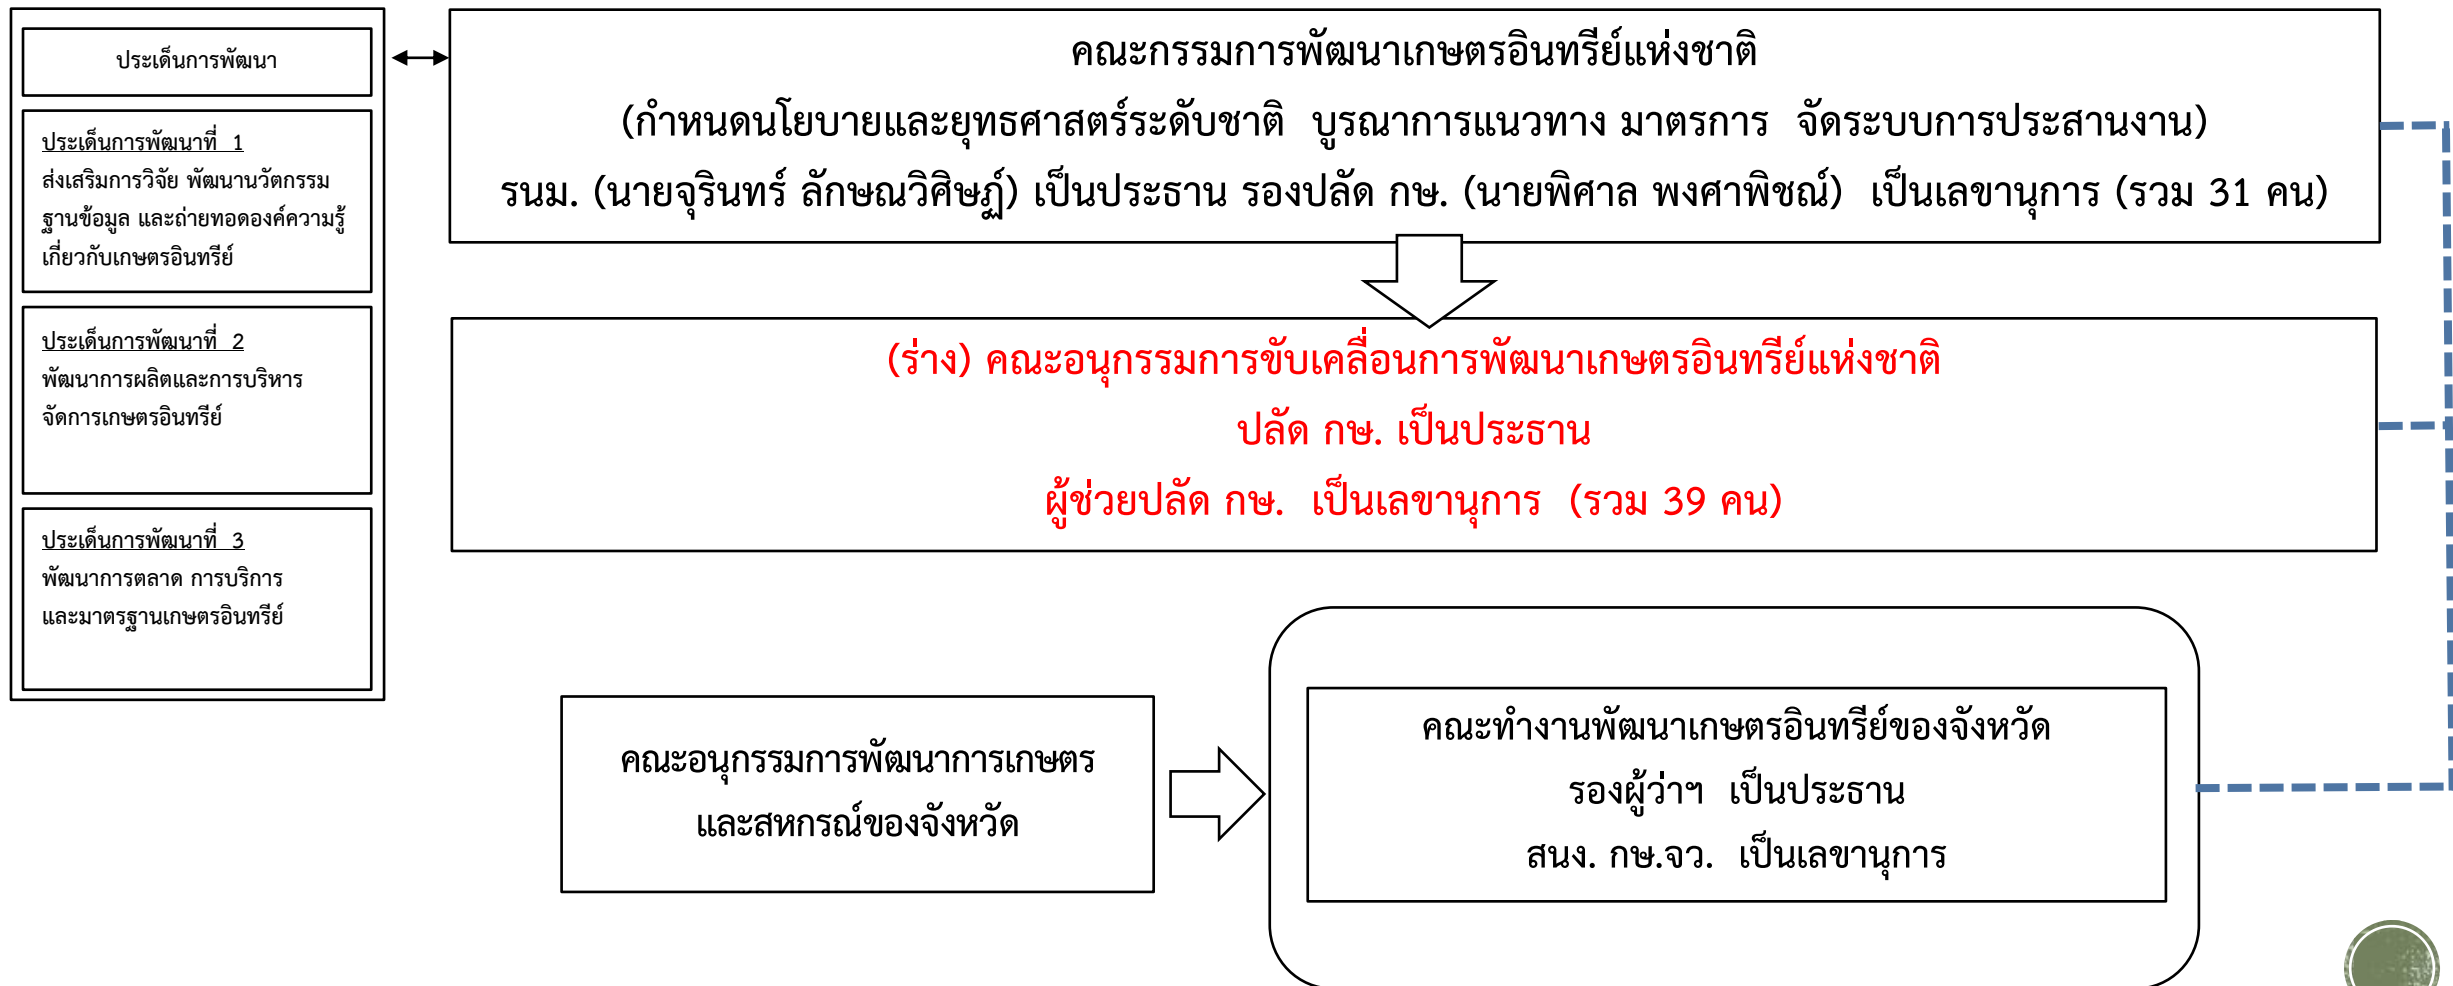 ประเด็นการพัฒนา
ประเด็นการพัฒนาที่ 1
ส่งเสริมการวิจัย พัฒนานวัตกรรม
ฐานข้อมูล และถ่ายทอดองค์ความรู้
เกี่ยวกับเกษตรอินทรีย์
ประเด็นการพัฒนาที่ 2
พัฒนาการผลิตและการบริหาร
จัดการเกษตรอินทรีย์
ประเด็นการพัฒนาที่ 3
พัฒนาการตลาด การบริการ
และมาตรฐานเกษตรอินทรีย์
คณะกรรมการพัฒนาเกษตรอินทรีย์แห่งชาติ
(กำหนดนโยบายและยุทธศาสตร์ระดับชาติ บูรณาการแนวทาง มาตรการ จัดระบบการประสานงาน)
รนม. (นายจุรินทร์ ลักษณวิศิษฏ์) เป็นประธาน รองปลัด กษ. (นายพิศาล พงศาพิชณ์) เป็นเลขานุการ (รวม 31 คน)
(ร่าง) คณะอนุกรรมการขับเคลื่อนการพัฒนาเกษตรอินทรีย์แห่งชาติ
ปลัด กษ. เป็นประธาน
ผู้ช่วยปลัด กษ. เป็นเลขานุการ (รวม 39 คน)
คณะอนุกรรมการพัฒนาการเกษตร
และสหกรณ์ของจังหวัด
คณะทำงานพัฒนาเกษตรอินทรีย์ของจังหวัด
รองผู้ว่าฯ เป็นประธาน
สนง. กษ.จว. เป็นเลขานุการ